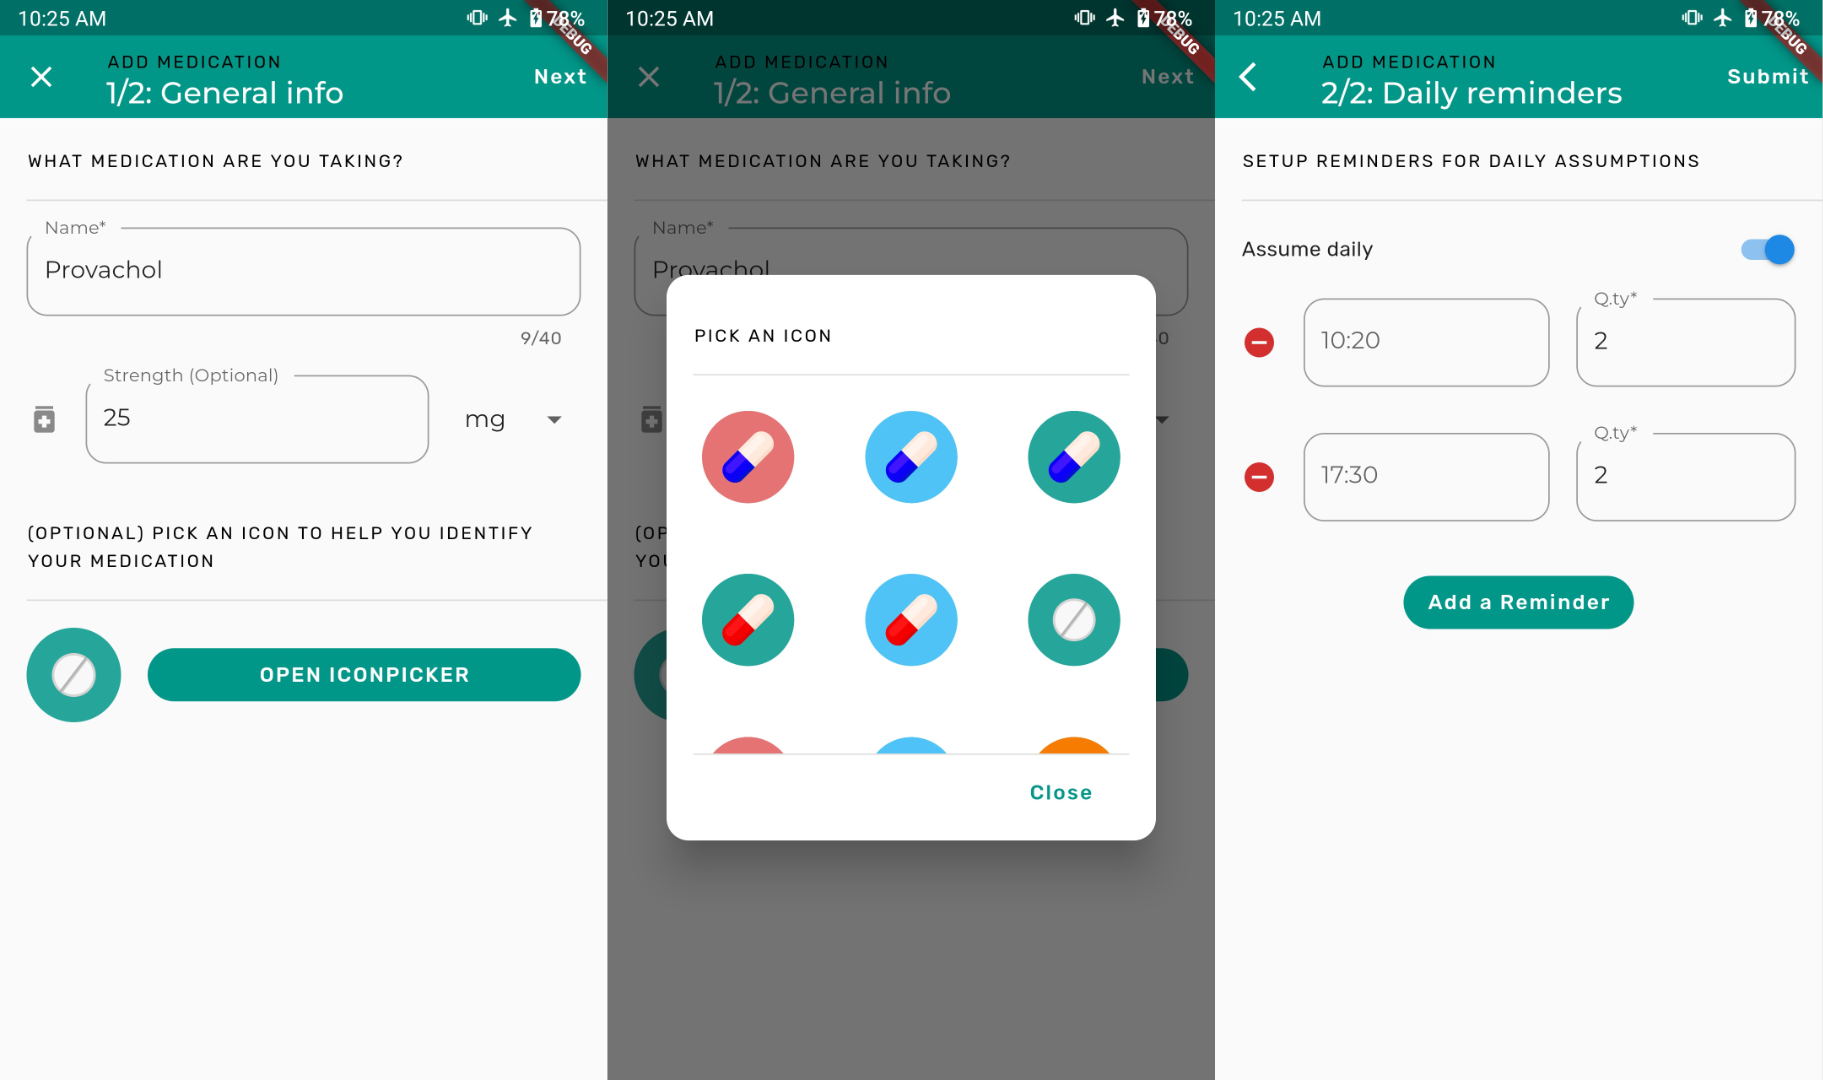 10:25 AM
78%
DEBUG
ADD MEDICATION
1/2: General info
Next
WHAT MEDICATION ARE YOU TAKING?
Name*
Provachol
9/40
Strength (Optional)
25
mg
(OPTIONAL) PICK AN ICON TO HELP YOU IDENTIFY
YOUR MEDICATION
OPEN ICONPICKER
10:25 AM
78%
DEBUG
ADD MEDICATION
1/2: General info
Next
WHAT MEDICATION ARE YOU TAKING?
Name*
Provachol
PICK AN ICON
Close
10:25 AM
78%
DEBUG
ADD MEDICATION
2/2: Daily reminders
Submit
SETUP REMINDERS FOR DAILY ASSUMPTIONS
Assume daily
10:20
Q.ty*
2
17:30
Q.ty*
2
Add a Reminder